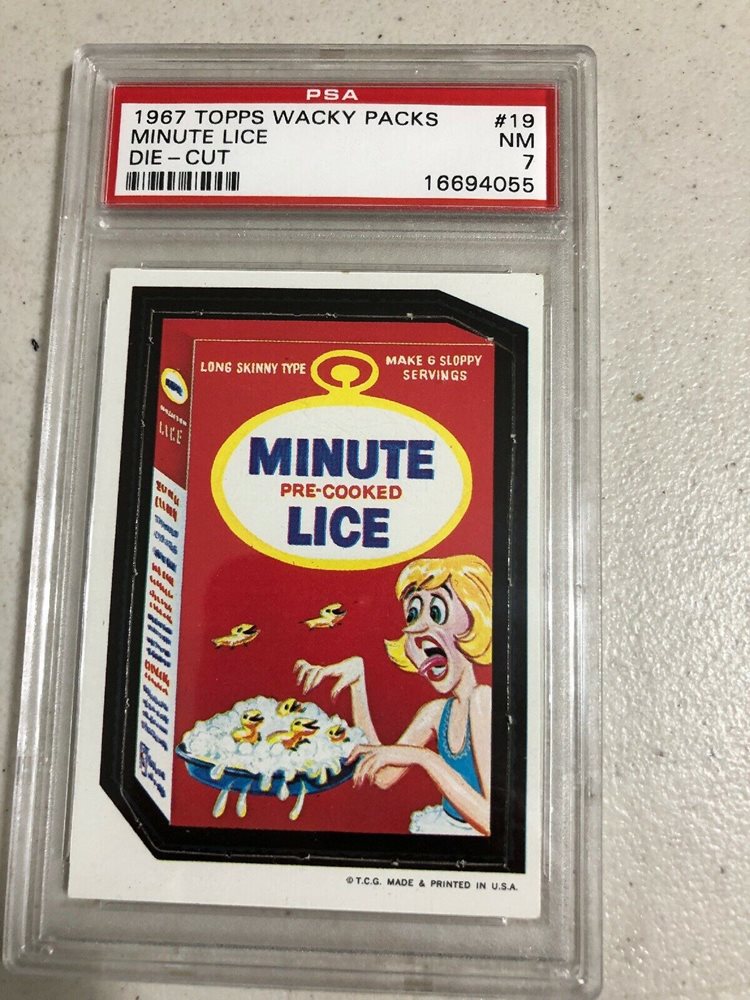 PSA
1967 TOPPS WACKY PACKS #19
MINUTE LICE NM
DIE-CUT 7
16694055
LONG SKINNY TYPE
MAKE 6 SLOPPY
SERVINGS
MINUTE
PRE-COOKED
LICE
LICE
©T.C.G. MADE & PRINTED IN U.S.A.